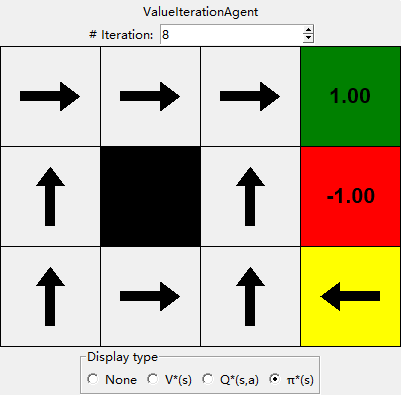 ValueIterationAgent
# Iteration: 8
1.00
-1.00
Display type
None V*(s) Q*(s,a) π*(s)